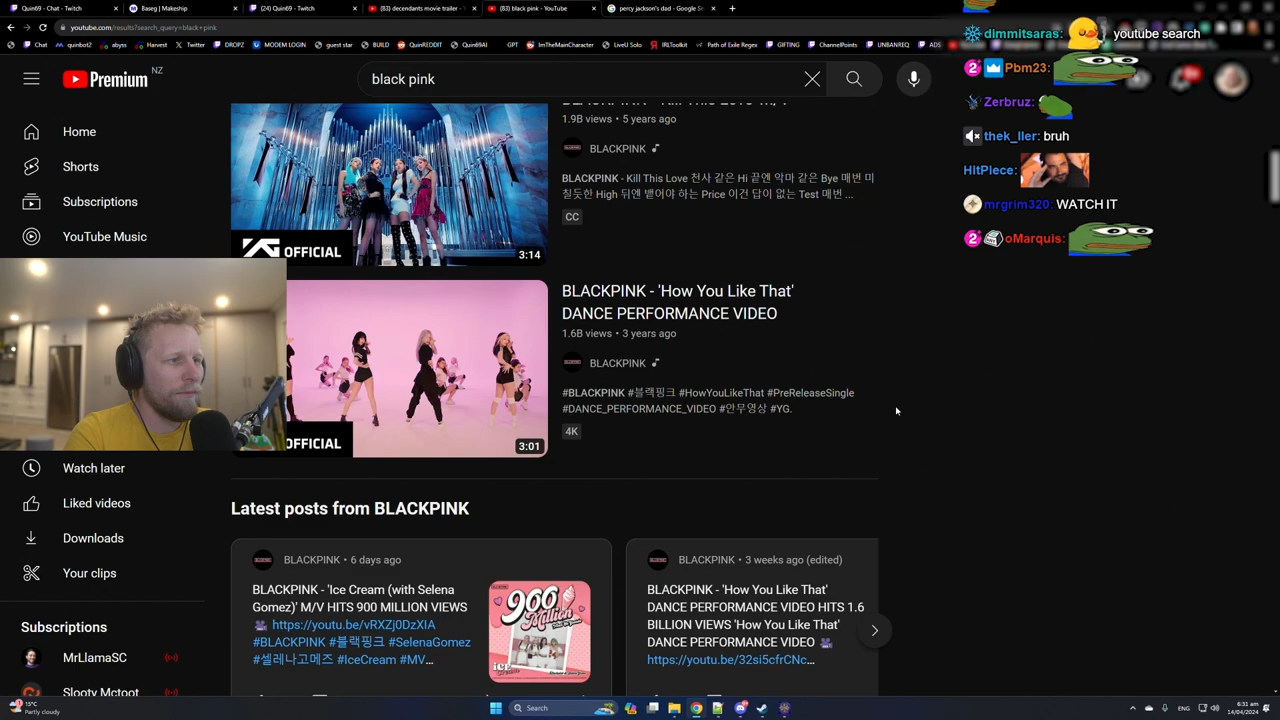 Quin69 - Chat - Twitch
Baseg | Makeship
(24) Quin69 - Twitch
(83) decendants movie trailer -
(83) black pink - YouTube
percy jackson's dad - Google Se
youtube.com/results?search_query=black+pink
Chat
quinbot2
abyss
Harvest
Twitter
DROPZ
MODEM LOGIN
guest star
BUILD
QuinREDDIT
Quin69AI
GPT
ImTheMainCharacter
LiveU Solo
IRLToolkit
Path of Exile Regex
GIFTING
ChannelPoints
UNBANREQ
ADS
dimmitsaras: youtube search
Pbm23:
Zerbruz:
thek_ller: bruh
HitPiece:
mrgrim320: WATCH IT
oMarquis:
Premium NZ
black pink
Home
Shorts
Subscriptions
YouTube Music
Watch later
Liked videos
Downloads
Your clips
Subscriptions
MrLlamaSC
Slooty Mctoot
OFFICIAL
3:14
1.9B views • 5 years ago
BLACKPINK
BLACKPINK - Kill This Love 천사 같은 Hi 끝엔 악마 같은 Bye 매번 미
칠듯한 High 뒤엔 뱉어야 하는 Price 이건 답이 없는 Test 매번 ...
CC
OFFICIAL
3:01
BLACKPINK - 'How You Like That'
DANCE PERFORMANCE VIDEO
1.6B views • 3 years ago
BLACKPINK
#BLACKPINK #블랙핑크 #HowYouLikeThat #PreReleaseSingle
#DANCE_PERFORMANCE_VIDEO #안무영상 #YG.
4K
Latest posts from BLACKPINK
BLACKPINK • 6 days ago
BLACKPINK - 'Ice Cream (with Selena
Gomez)' M/V HITS 900 MILLION VIEWS
https://youtu.be/vRXZj0DzXIA
#BLACKPINK #블랙핑크 #SelenaGomez
#셀레나고메즈 #IceCream #MV...
900
Million
BLACKPINK • 3 weeks ago (edited)
BLACKPINK - 'How You Like That'
DANCE PERFORMANCE VIDEO HITS 1.6
BILLION VIEWS 'How You Like That'
DANCE PERFORMANCE VIDEO
https://youtu.be/32si5cfrCNc...
15°C
Partly cloudy
Search
ENG
6:31 am
14/04/2024